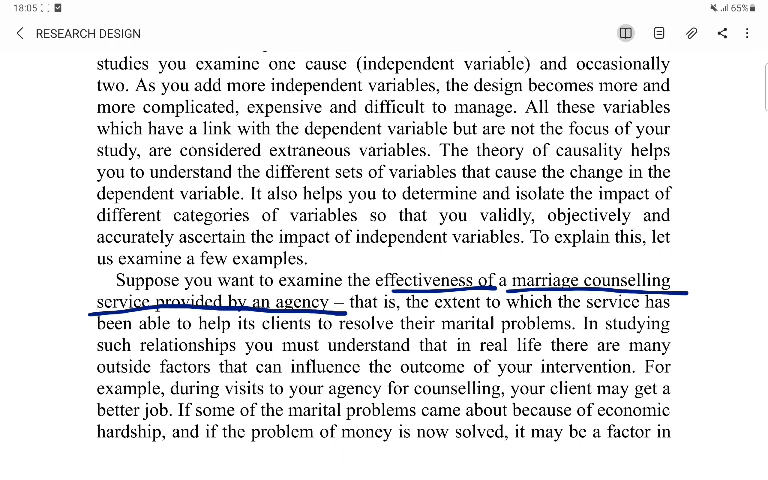 18:05
65%
RESEARCH DESIGN
studies you examine one cause (independent variable) and occasionally
two. As you add more independent variables, the design becomes more and
more complicated, expensive and difficult to manage. All these variables
which have a link with the dependent variable but are not the focus of your
study, are considered extraneous variables. The theory of causality helps
you to understand the different sets of variables that cause the change in the
dependent variable. It also helps you to determine and isolate the impact of
different categories of variables so that you validly, objectively and
accurately ascertain the impact of independent variables. To explain this, let
us examine a few examples.
Suppose you want to examine the effectiveness of a marriage counselling
service provided by an agency – that is, the extent to which the service has
been able to help its clients to resolve their marital problems. In studying
such relationships you must understand that in real life there are many
outside factors that can influence the outcome of your intervention. For
example, during visits to your agency for counselling, your client may get a
better job. If some of the marital problems came about because of economic
hardship, and if the problem of money is now solved, it may be a factor in